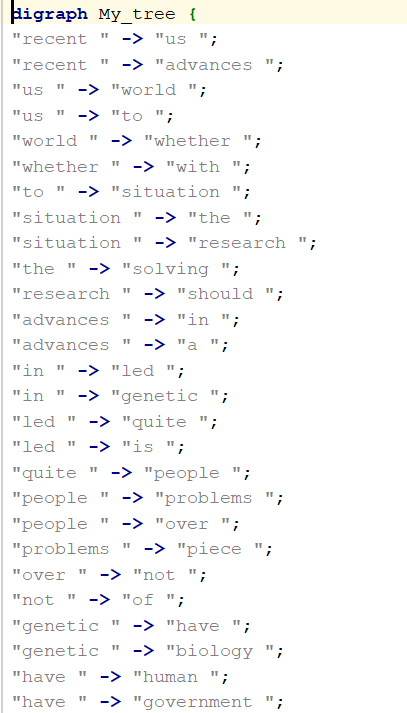 digraph My_tree {
"recent " -> "us ";
"recent " -> "advances ";
"us " -> "world ";
"us " -> "to ";
"world " -> "whether ";
"whether " -> "with ";
"to " -> "situation ";
"situation " -> "the ";
"situation " -> "research ";
"the " -> "solving ";
"research " -> "should ";
"advances " -> "in ";
"advances " -> "a ";
"in " -> "led ";
"in " -> "genetic ";
"led " -> "quite ";
"led " -> "is ";
"quite " -> "people ";
"people " -> "problems ";
"people " -> "over ";
"problems " -> "piece ";
"over " -> "not ";
"not " -> "of ";
"genetic " -> "have ";
"genetic " -> "biology ";
"have " -> "human ";
"have " -> "government ";